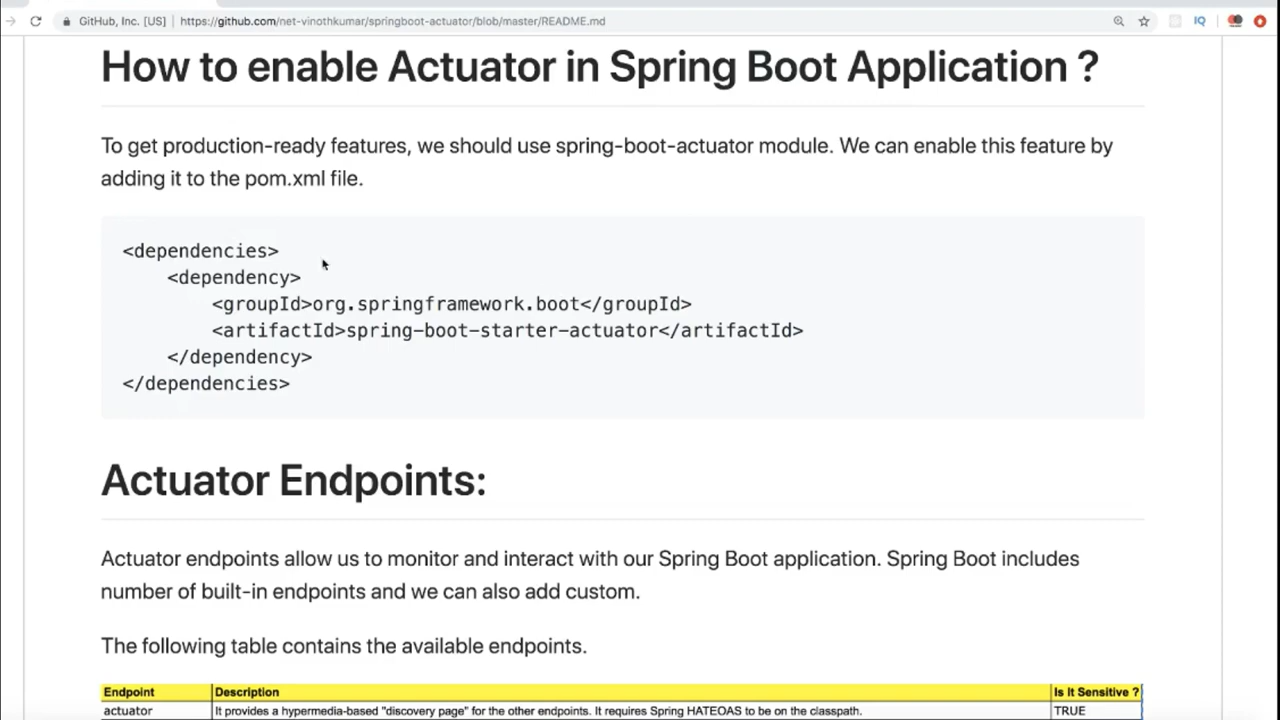 GitHub, Inc. [US] https://github.com/net-vinothkumar/springboot-actuator/blob/master/README.md
IQ
How to enable Actuator in Spring Boot Application ?
To get production-ready features, we should use spring-boot-actuator module. We can enable this feature by
adding it to the pom.xml file.
<dependencies>
    <dependency>
        <groupId>org.springframework.boot</groupId>
        <artifactId>spring-boot-starter-actuator</artifactId>
    </dependency>
</dependencies>
Actuator Endpoints:
Actuator endpoints allow us to monitor and interact with our Spring Boot application. Spring Boot includes
number of built-in endpoints and we can also add custom.
The following table contains the available endpoints.
Endpoint Description Is It Sensitive ?
actuator It provides a hypermedia-based "discovery page" for the other endpoints. It requires Spring HATEOAS to be on the classpath. TRUE